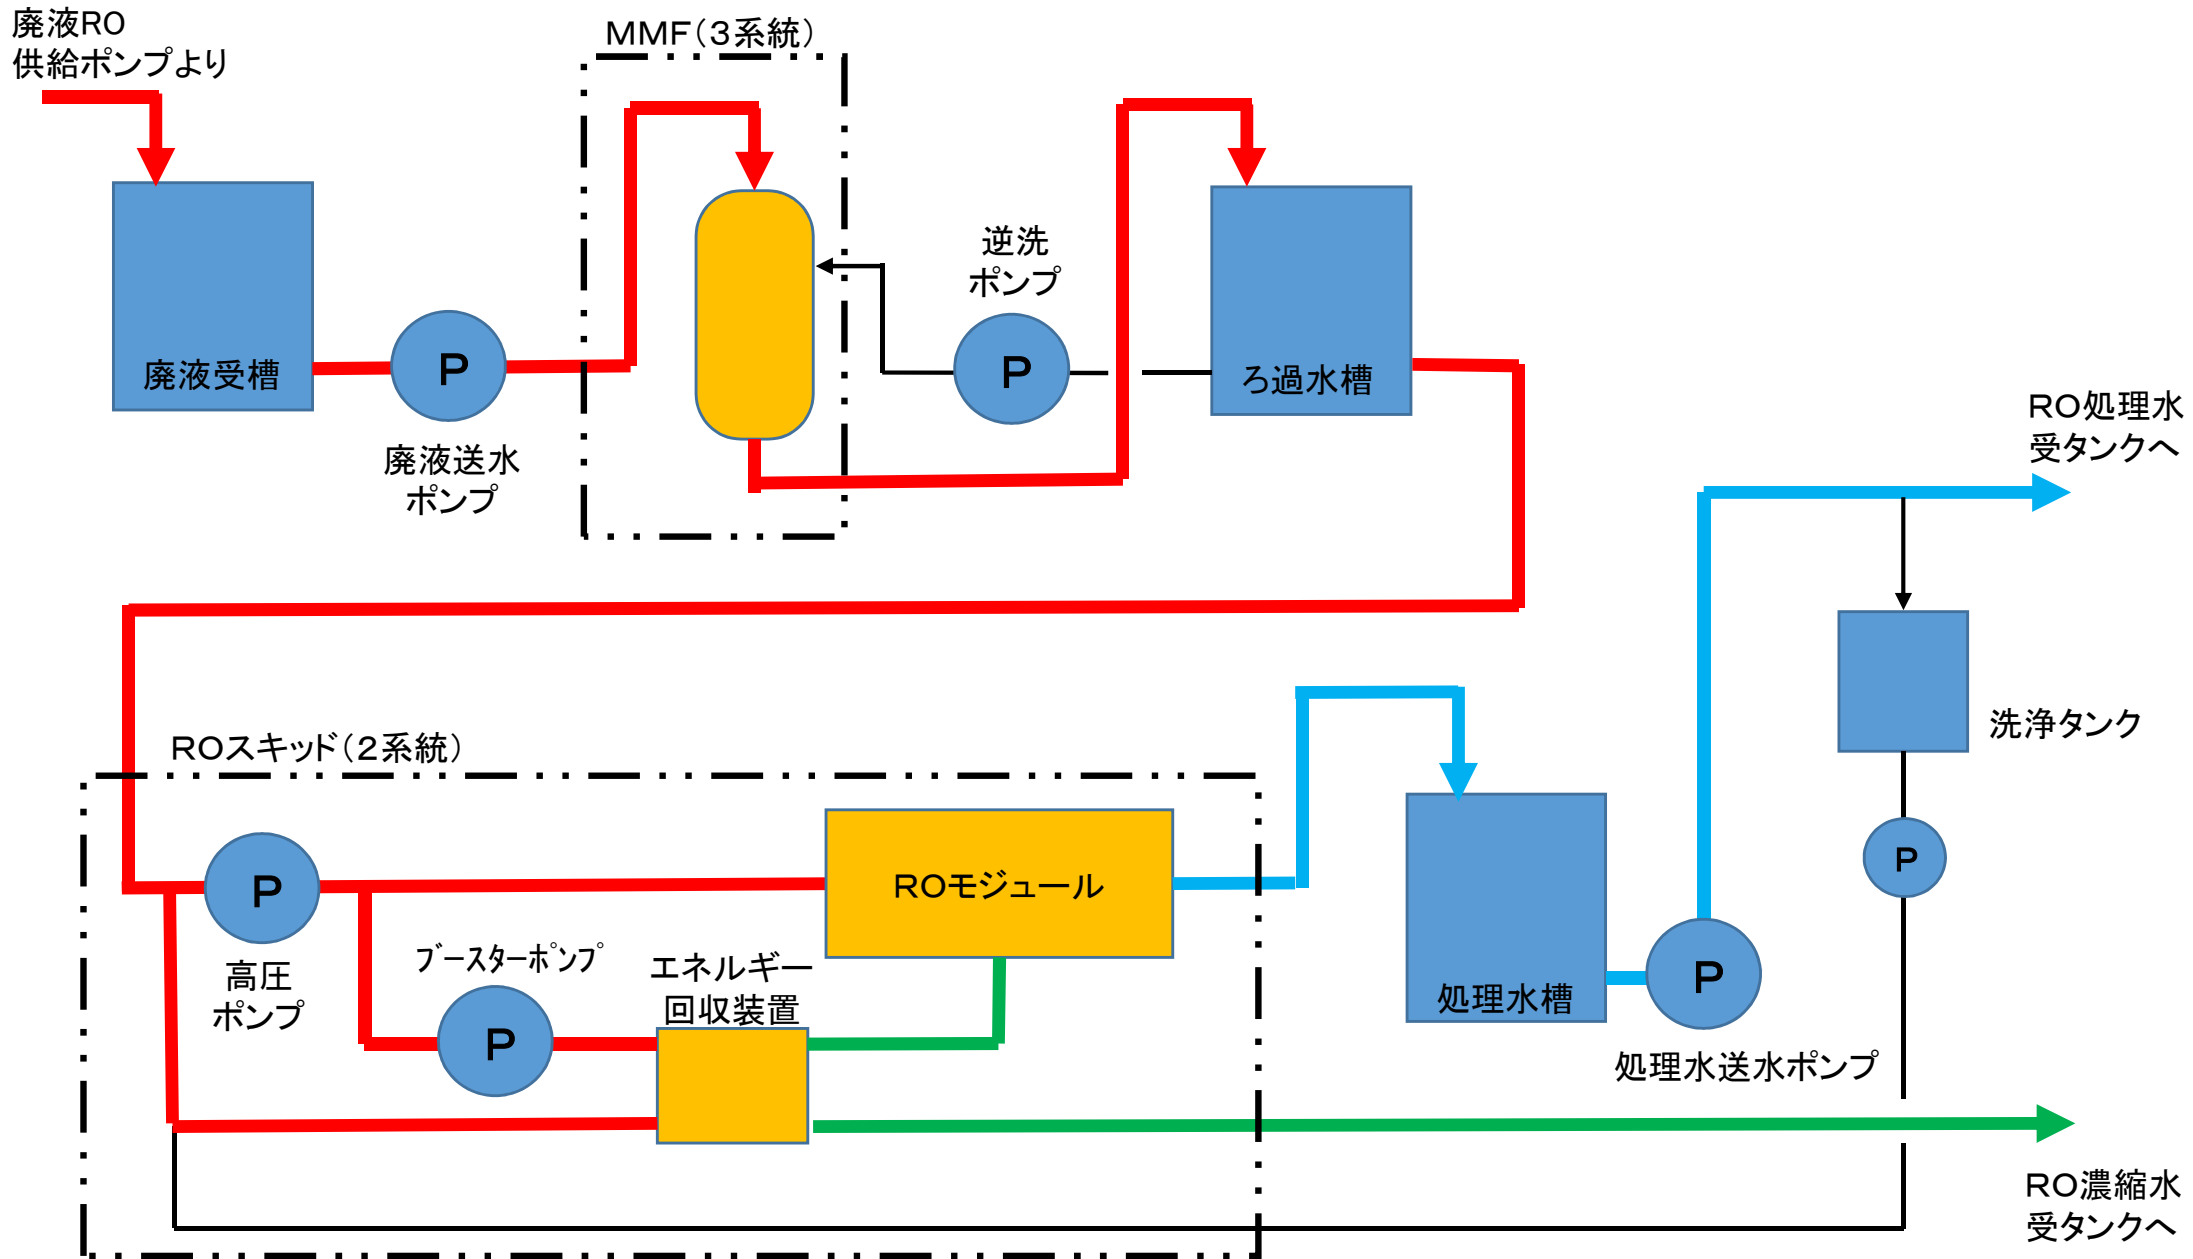 廃液RO
供給ポンプより
MMF（3系統）
廃液受槽
P
廃液送水
ポンプ
逆洗
ポンプ
P
ろ過水槽
RO処理水
受タンクへ
ROスキッド（2系統）
P
高圧
ポンプ
ﾌﾞｰｽﾀｰﾎﾟﾝﾌﾟ
P
エネルギー
回収装置
ROモジュール
処理水槽
P
処理水送水ポンプ
洗浄タンク
P
RO濃縮水
受タンクへ